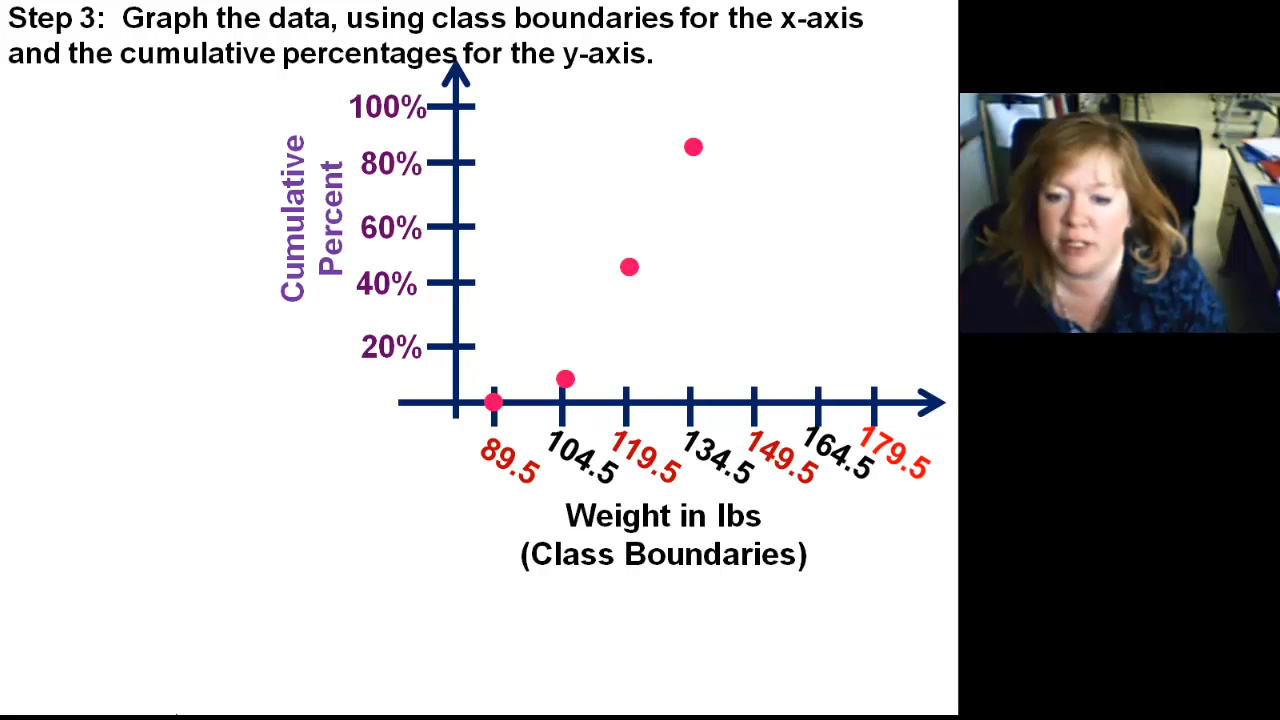 Step 3: Graph the data, using class boundaries for the x-axis
and the cumulative percentages for the y-axis.
Cumulative
Percent
100%
80%
60%
40%
20%
89.5
104.5
119.5
134.5
149.5
164.5
179.5
Weight in lbs
(Class Boundaries)